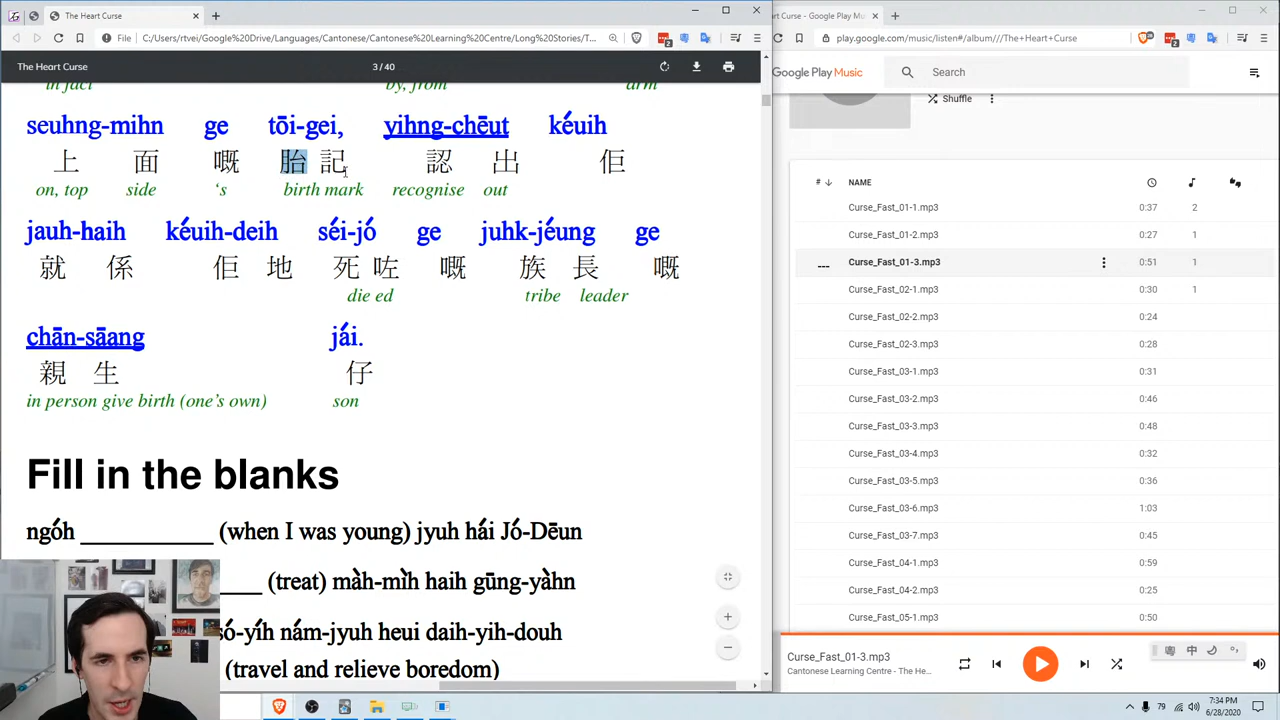 The Heart Curse
File
C:/Users/rtvei/Google%20Drive/Languages/Cantonese/Cantonese%20Learning%20Centre/Long%20Stories/T...
The Heart Curse
3/40
in fact by, from arm
seuhng-mihn ge tōi-gei, yihng-chēut kéuih
上 面 嘅 胎 記 認 出 佢
on, top side ‘s birth mark recognise out
jauh-haih kéuih-deih séi-jó ge juhk-jéung ge
就 係 佢 地 死 咗 嘅 族 長 嘅
die ed tribe leader
chān-sāang jái.
親 生 仔
in person give birth (one’s own) son
Fill in the blanks
ngóh ____________ (when I was young) jyuh hái Jó-Dēun
____ (treat) màh-mìh haih gūng-yàhn
só-yíh nám-jyuh heui daih-yih-douh
(travel and relieve boredom)
rt Curse - Google Play Music
play.google.com/music/listen#/album///The+Heart+Curse
Google Play Music
Search
Shuffle
# NAME
Curse_Fast_01-1.mp3 0:37 2
Curse_Fast_01-2.mp3 0:27 1
Curse_Fast_01-3.mp3 0:51 1
Curse_Fast_02-1.mp3 0:30 1
Curse_Fast_02-2.mp3 0:24
Curse_Fast_02-3.mp3 0:28
Curse_Fast_03-1.mp3 0:31
Curse_Fast_03-2.mp3 0:46
Curse_Fast_03-3.mp3 0:48
Curse_Fast_03-4.mp3 0:32
Curse_Fast_03-5.mp3 0:36
Curse_Fast_03-6.mp3 1:03
Curse_Fast_03-7.mp3 0:45
Curse_Fast_04-1.mp3 0:59
Curse_Fast_04-2.mp3 0:25
Curse_Fast_05-1.mp3 0:50
Curse_Fast_01-3.mp3
Cantonese Learning Centre - The He...
中
79
7:34 PM
6/28/2020